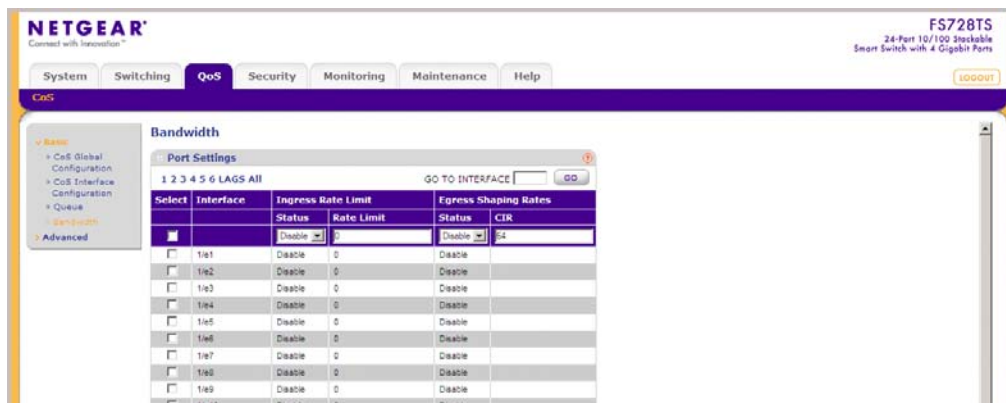 NETGEAR®
Connect with Innovation™
FS728TS
24-Port 10/100 Stackable
Smart Switch with 4 Gigabit Ports
System Switching QoS Security Monitoring Maintenance Help
LOGOUT
CoS
Basic
CoS Global
Configuration
CoS Interface
Configuration
Queue
Bandwidth
Advanced
Bandwidth
Port Settings
1 2 3 4 5 6 LAGS All GO TO INTERFACE GO
Select Interface Ingress Rate Limit Egress Shaping Rates
Status Rate Limit Status CIR
Disable 0 Disable 64
1/e1 Disable 0 Disable
1/e2 Disable 0 Disable
1/e3 Disable 0 Disable
1/e4 Disable 0 Disable
1/e5 Disable 0 Disable
1/e6 Disable 0 Disable
1/e7 Disable 0 Disable
1/e8 Disable 0 Disable
1/e9 Disable 0 Disable